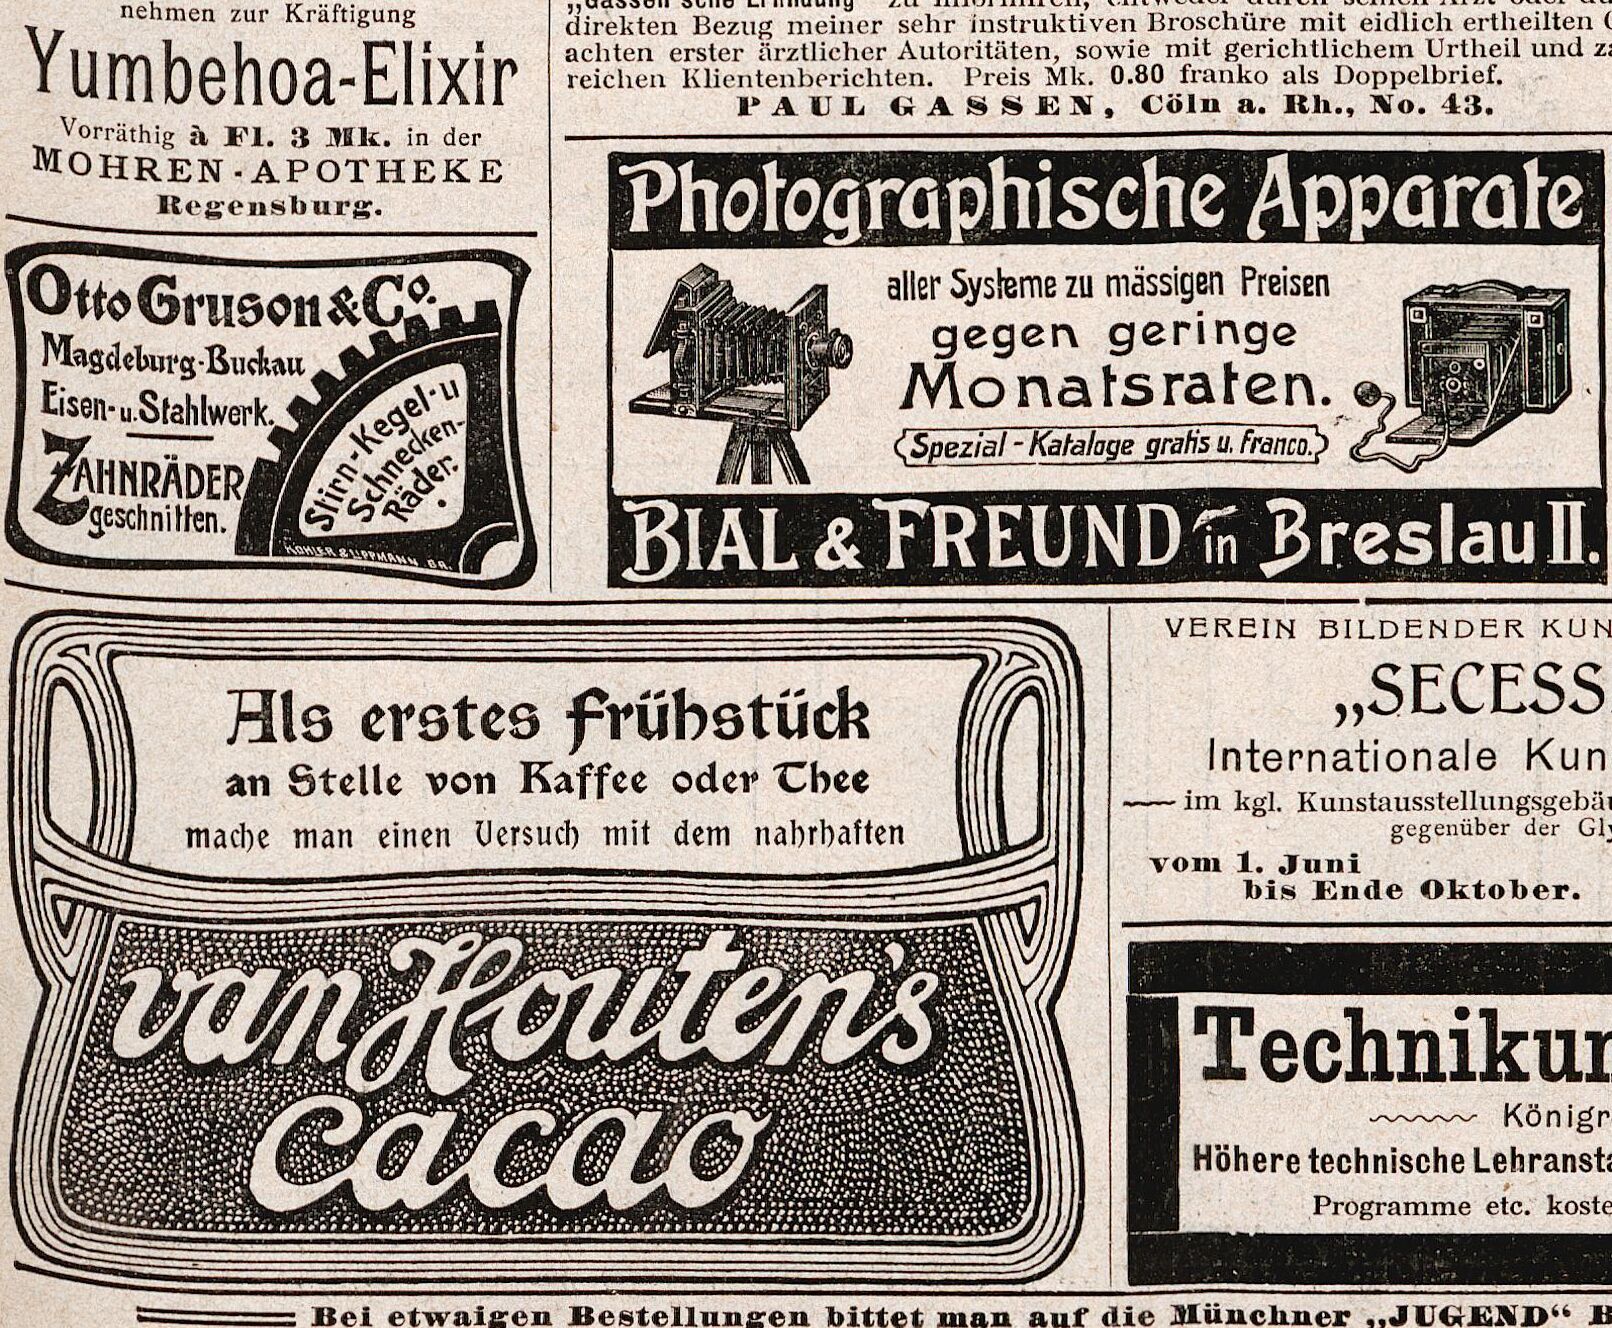 nehmen zur Kräftigung
Yumbehoa-Elixir
Vorräthig à Fl. 3 Mk. in der
MOHREN-APOTHEKE
Regensburg.
direkten Bezug meiner sehr instruktiven Broschüre mit eidlich ertheilten
achten erster ärztlicher Autoritäten, sowie mit gerichtlichem Urtheil und
reichen Klientenberichten. Preis Mk. 0.80 franko als Doppelbrief.
PAUL GASSEN, Cöln a. Rh., No. 43.
Otto Gruson & Co.
Magdeburg-Buckau
Eisen- u. Stahlwerk.
ZAHNRÄDER
geschnitten.
Stirn-Kegel-u
Schnecken-
Räder.
KÖHLER & LIPPMANN BR.
Photographische Apparate
aller Systeme zu mässigen Preisen
gegen geringe
Monatsraten.
Spezial-Kataloge gratis u. franco.
BIAL & FREUND in Breslau II.
Als erstes Frühstück
an Stelle von Kaffee oder Thee
mache man einen Versuch mit dem nahrhaften
van Houten's
cacao
VEREIN BILDENDER KUN
„SECESS
Internationale Kun
im kgl. Kunstausstellungsgebäu
gegenüber der Gly
vom 1. Juni
bis Ende Oktober.
Technikum
Königr
Höhere technische Lehransta
Programme etc. koste
Bei etwaigen Bestellungen bittet man auf die Münchner „JUGEND“ B